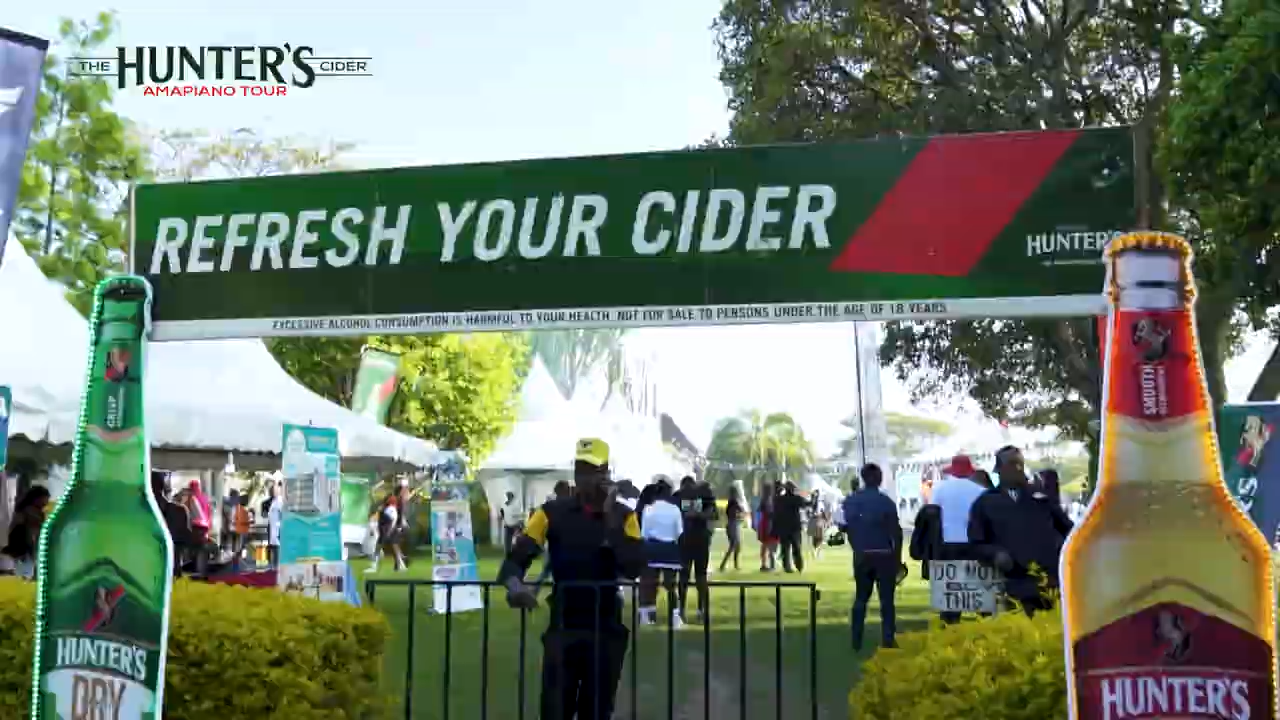 THE HUNTER'S CIDER
AMAPIANO TOUR
REFRESH YOUR CIDER
HUNTER'S
EXCESSIVE ALCOHOL CONSUMPTION IS HARMFUL TO YOUR HEALTH. NOT FOR SALE TO PERSONS UNDER THE AGE OF 18 YEARS
CRISP
SMOOTH
DO NOT
THIS
HUNTER'S
DRY
HUNTER'S